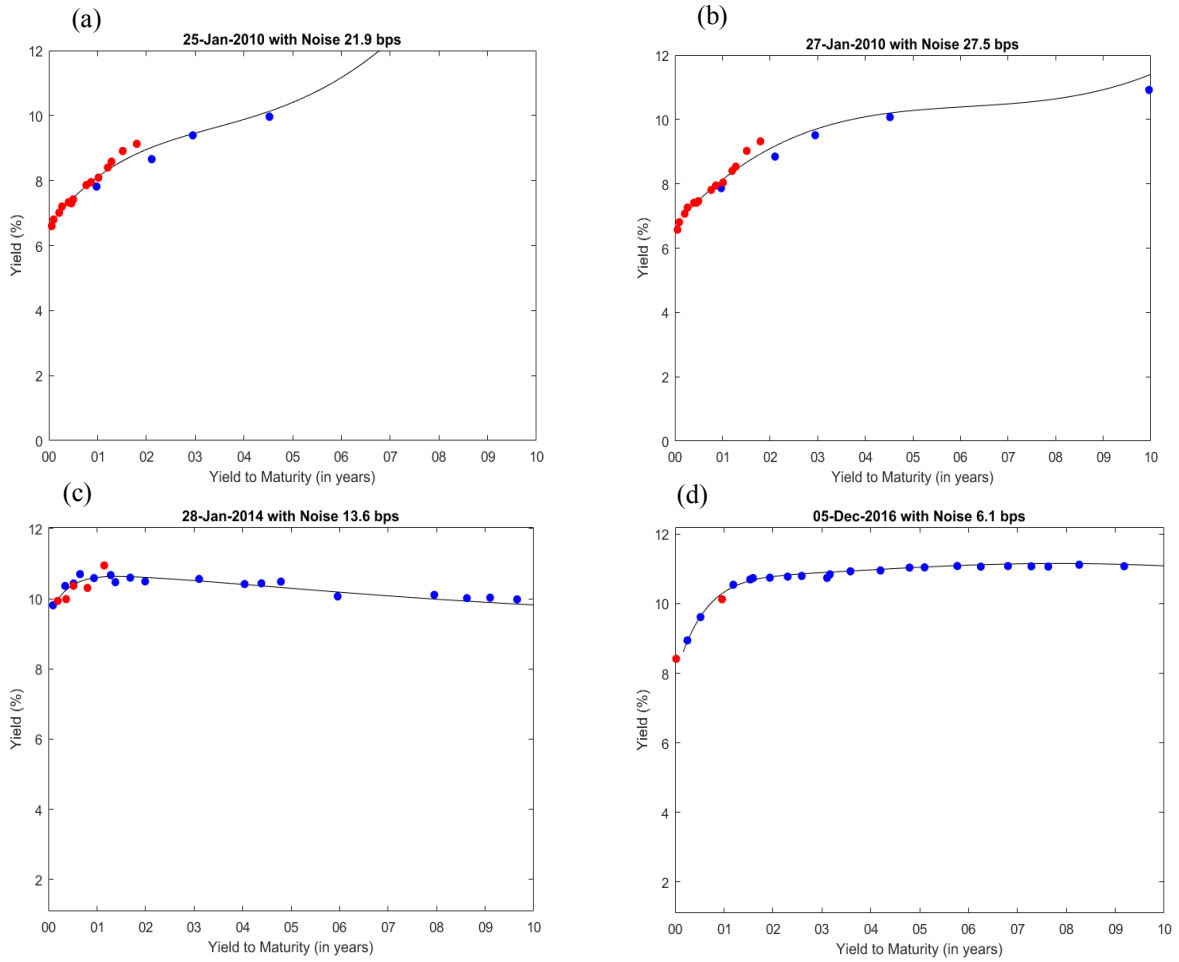 (a)
25-Jan-2010 with Noise 21.9 bps
12
10
8
6
4
2
0
Yield (%)
00 01 02 03 04 05 06 07 08 09 10
Yield to Maturity (in years)
(b)
27-Jan-2010 with Noise 27.5 bps
12
10
8
6
4
2
0
Yield (%)
00 01 02 03 04 05 06 07 08 09 10
Yield to Maturity (in years)
(c)
28-Jan-2014 with Noise 13.6 bps
12
10
8
6
4
2
Yield (%)
00 01 02 03 04 05 06 07 08 09 10
Yield to Maturity (in years)
(d)
05-Dec-2016 with Noise 6.1 bps
12
10
8
6
4
2
Yield (%)
00 01 02 03 04 05 06 07 08 09 10
Yield to Maturity (in years)